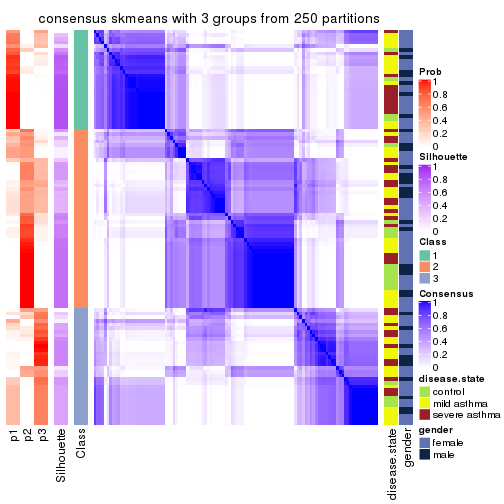 consensus skmeans with 3 groups from 250 partitions
Prob
1
0.8
0.6
0.4
0.2
0
Silhouette
1
0.8
0.6
0.4
0.2
0
Class
1
2
3
Consensus
1
0.8
0.6
0.4
0.2
0
disease.state
control
mild asthma
severe asthma
gender
female
male
p1
p2
p3
Silhouette
Class
disease.state
gender